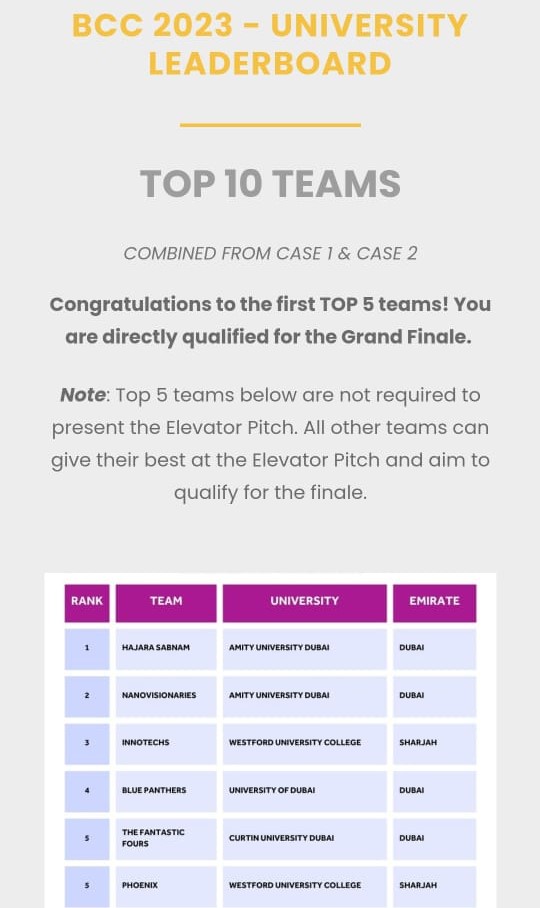 BCC 2023 - UNIVERSITY
LEADERBOARD
TOP 10 TEAMS
COMBINED FROM CASE 1 & CASE 2
Congratulations to the first TOP 5 teams! You
are directly qualified for the Grand Finale.
Note: Top 5 teams below are not required to
present the Elevator Pitch. All other teams can
give their best at the Elevator Pitch and aim to
qualify for the finale.
RANK TEAM UNIVERSITY EMIRATE
1 HAJARA SABNAM AMITY UNIVERSITY DUBAI DUBAI
2 NANOVISIONARIES AMITY UNIVERSITY DUBAI DUBAI
3 INNOTECHS WESTFORD UNIVERSITY COLLEGE SHARJAH
4 BLUE PANTHERS UNIVERSITY OF DUBAI DUBAI
5 THE FANTASTIC
FOURS CURTIN UNIVERSITY DUBAI DUBAI
5 PHOENIX WESTFORD UNIVERSITY COLLEGE SHARJAH